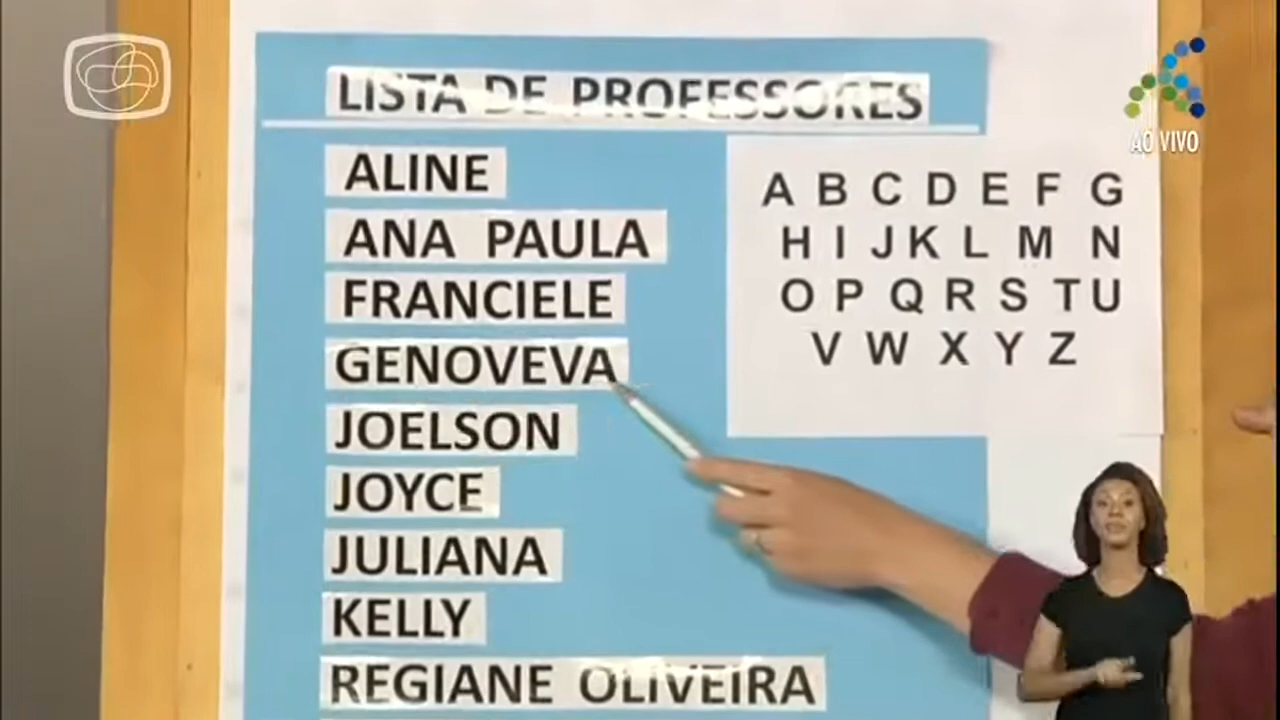 LISTA DE PROFESSORES
ALINE
ANA PAULA
FRANCIELE
GENOVEVA
JOELSON
JOYCE
JULIANA
KELLY
REGIANE OLIVEIRA
A B C D E F G
H I J K L M N
O P Q R S T U
V W X Y Z
AO VIVO